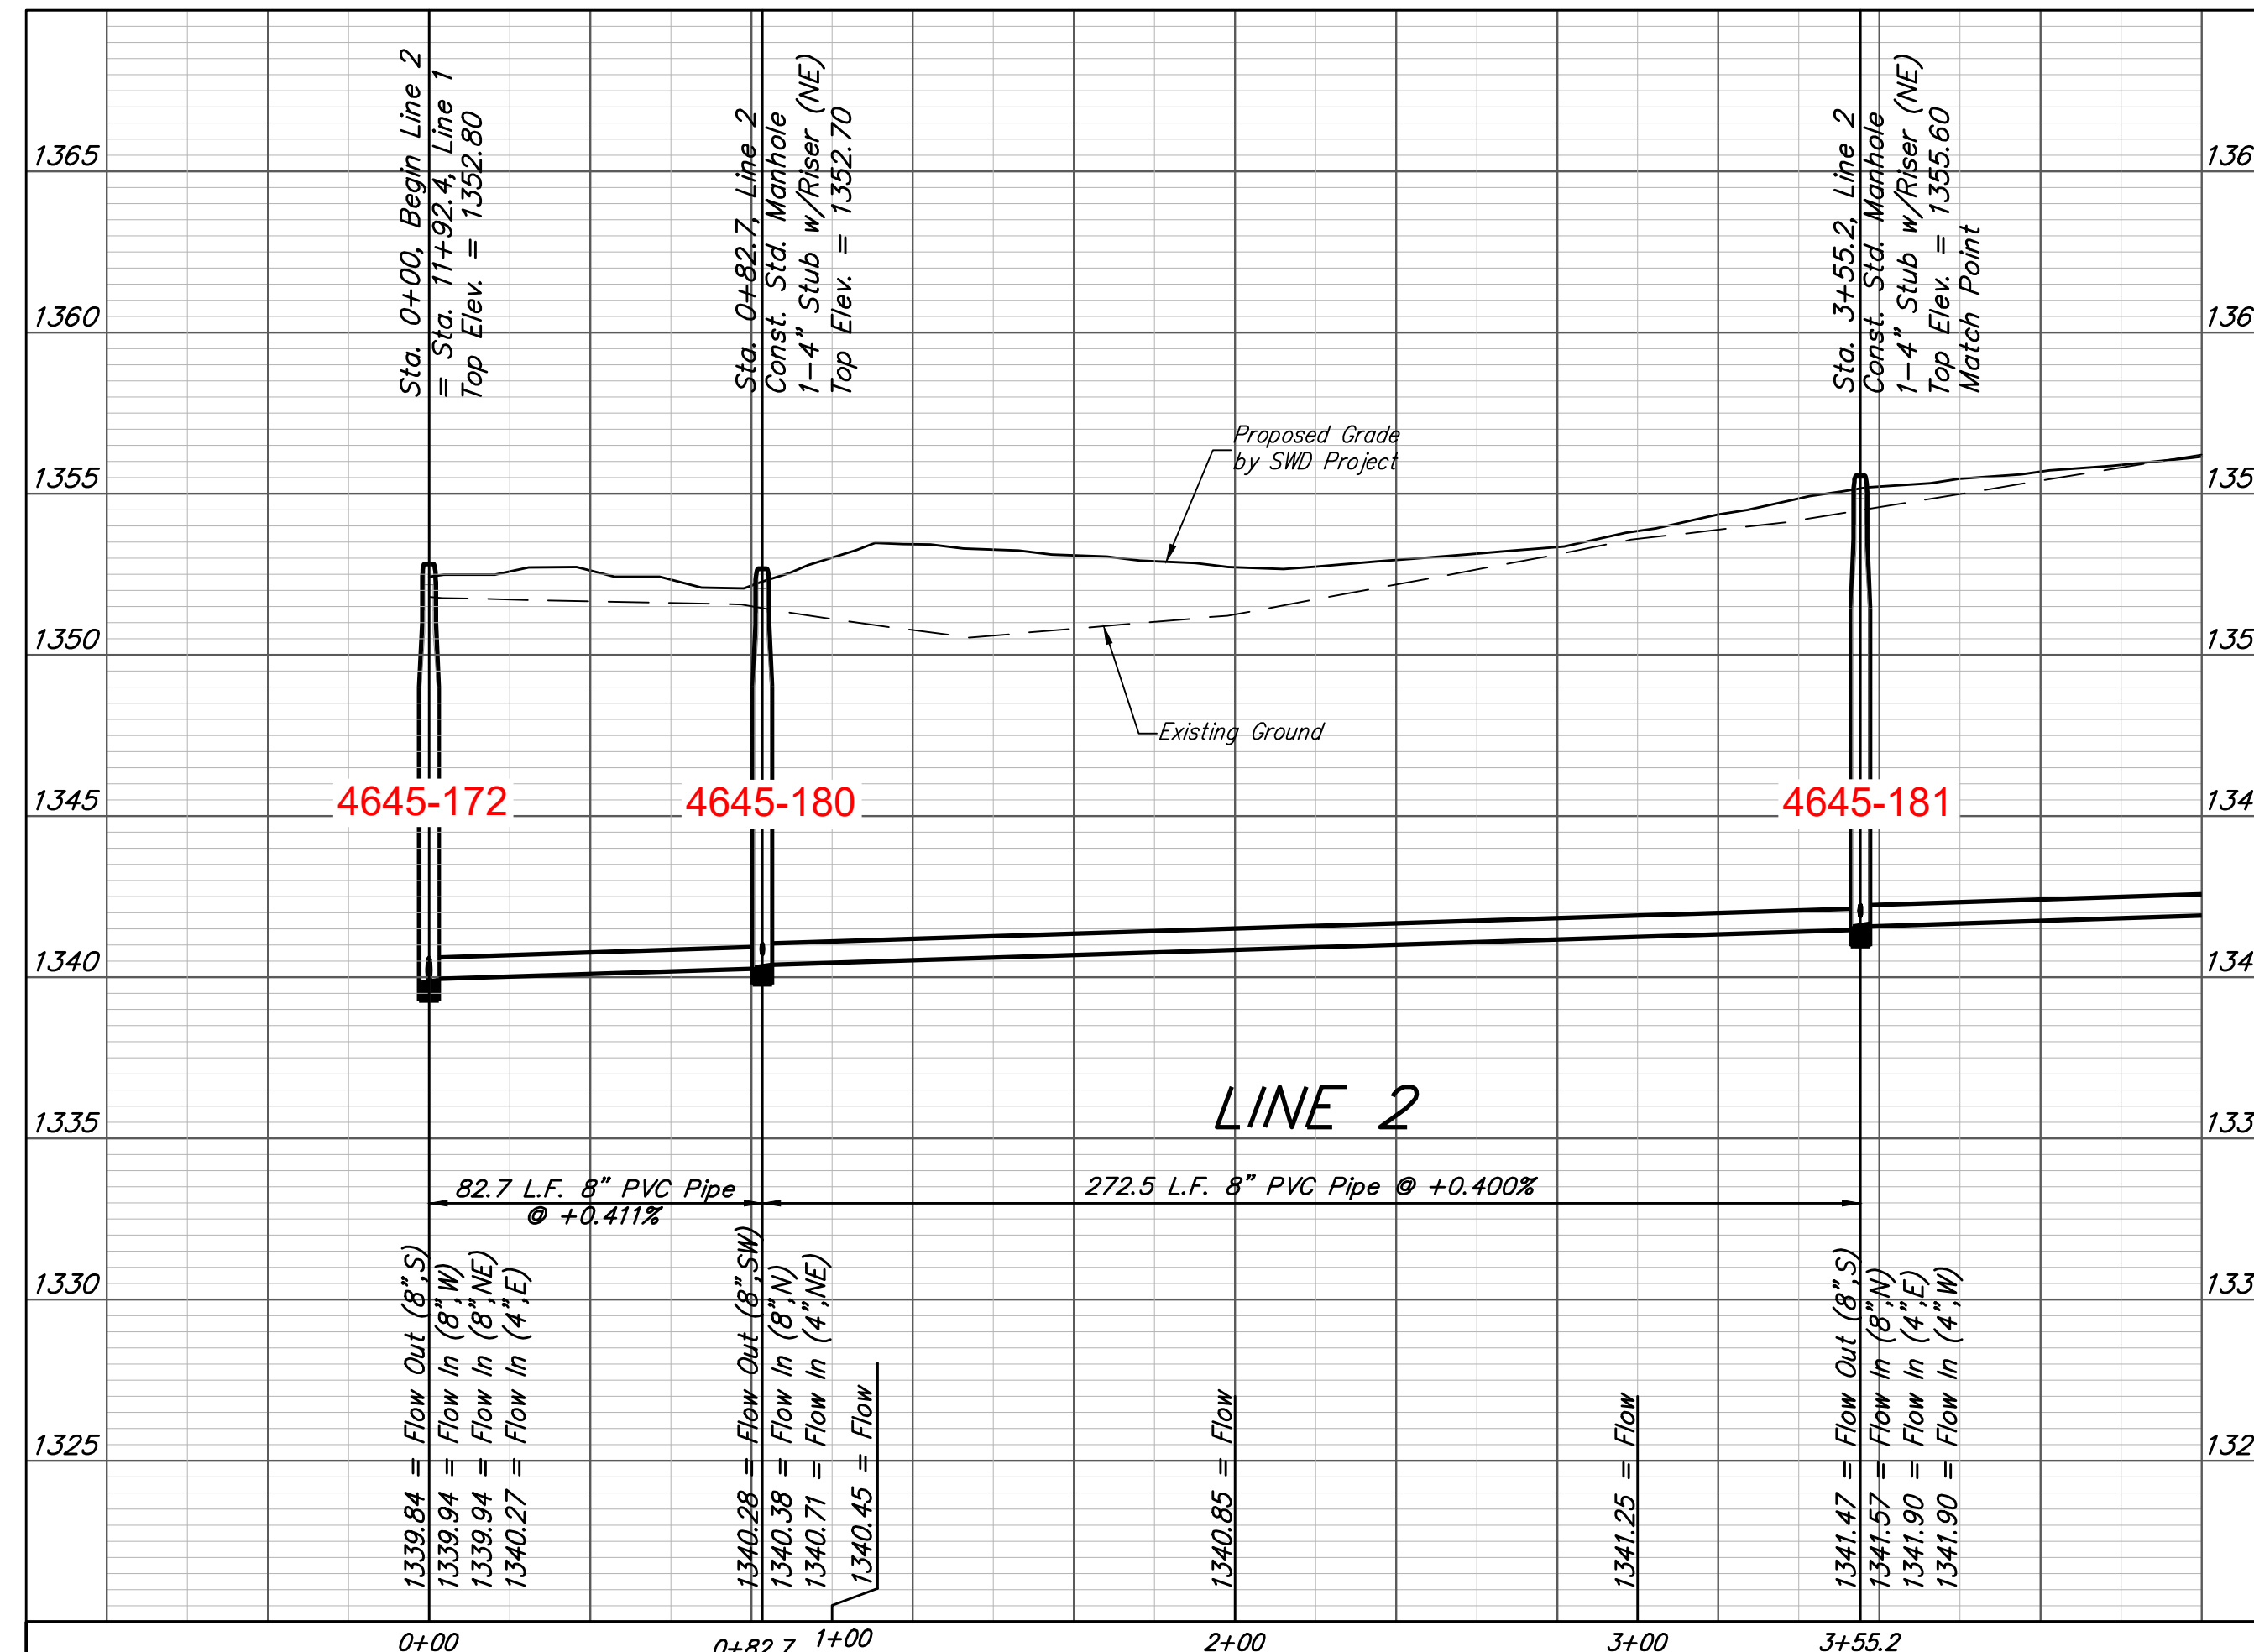 Sta. 0+00, Begin Line 2
= Sta. 11+92.4, Line 1
Top Elev. = 1352.80
Sta. 0+82.7, Line 2
Const. Std. Manhole
1-4" Stub w/Riser (NE)
Top Elev. = 1352.70
Sta. 3+55.2, Line 2
Const. Std. Manhole
1-4" Stub w/Riser (NE)
Top Elev. = 1355.60
Match Point
1365
136
1360
136
Proposed Grade
by SWD Project
1355
135
1350
135
Existing Ground
1345
4645-172
4645-180
4645-181
134
1340
134
LINE 2
1335
133
82.7 L.F. 8" PVC Pipe
@ +0.411%
272.5 L.F. 8" PVC Pipe @ +0.400%
1330
133
1325
132
1339.84 = Flow Out (8",S)
1339.94 = Flow In (8",W)
1339.94 = Flow In (8",NE)
1340.27 = Flow In (4",E)
1340.28 = Flow Out (8",SW)
1340.38 = Flow In (8",N)
1340.71 = Flow In (4",NE)
1340.45 = Flow
1340.85 = Flow
1341.25 = Flow
1341.47 = Flow Out (8",S)
1341.57 = Flow In (8",N)
1341.90 = Flow In (4",E)
1341.90 = Flow In (4",W)
0+00
0+82.7
1+00
2+00
3+00
3+55.2